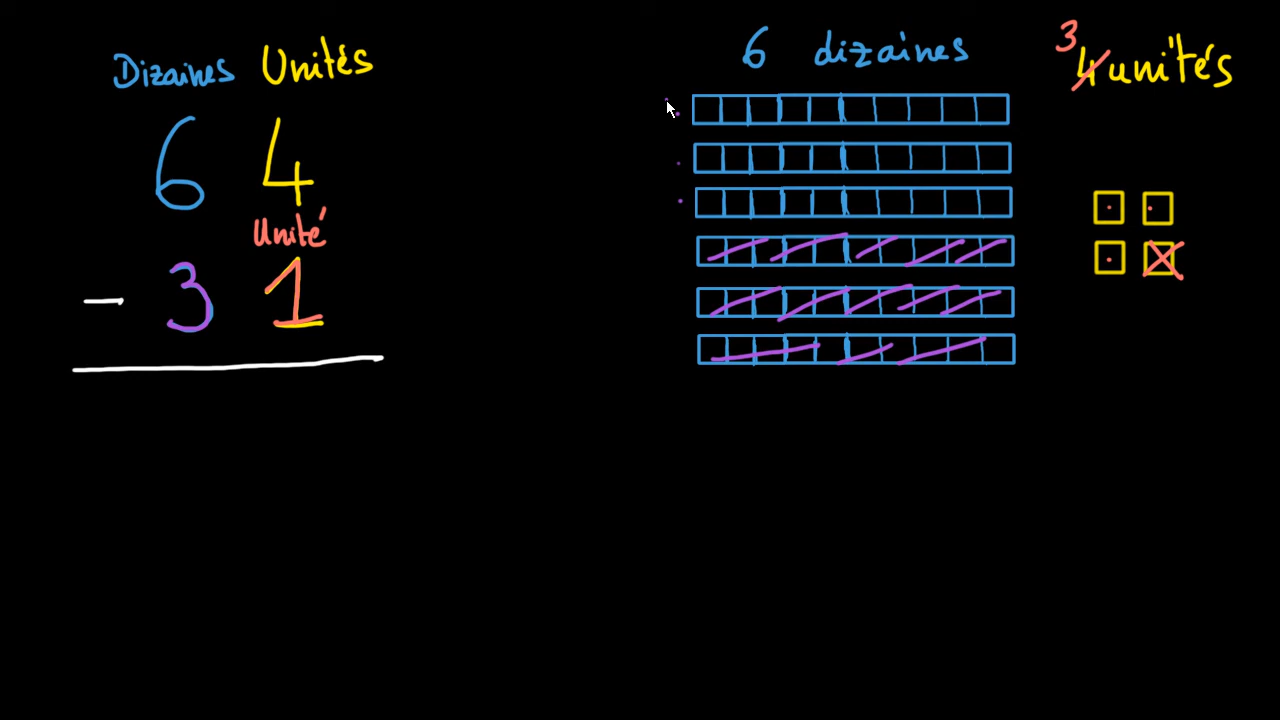 Dizaines Unités
6 4
Unité
- 3 1
6 dizaines
3
4 unités